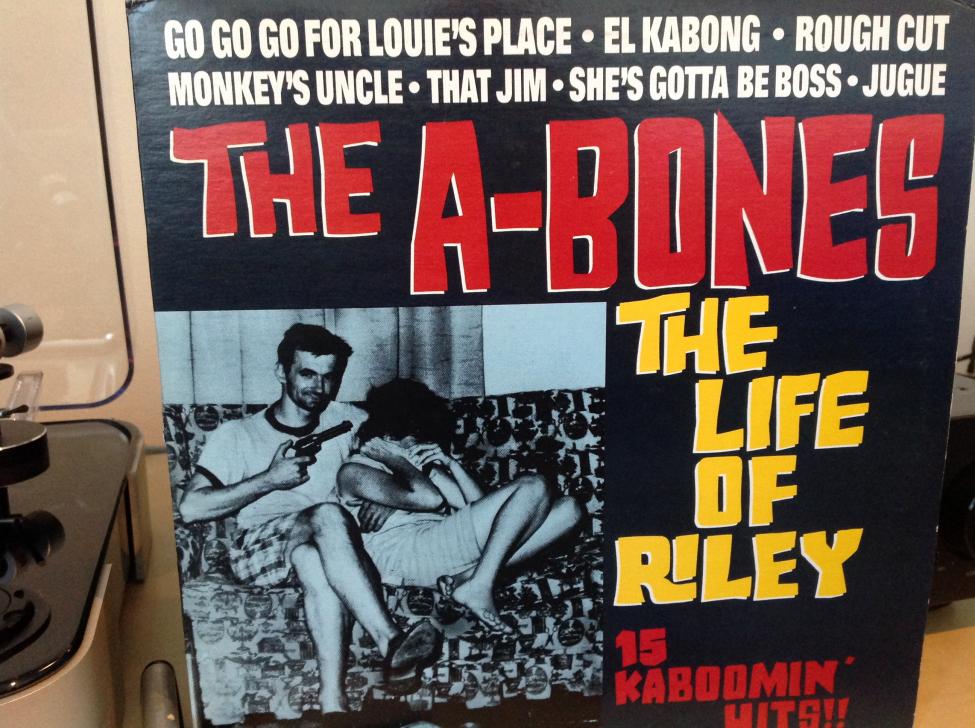 GO GO GO FOR LOUIE'S PLACE • EL KABONG • ROUGH CUT
MONKEY'S UNCLE • THAT JIM • SHE'S GOTTA BE BOSS • JUGUE
THE A-BONES
THE
LIFE
OF
RILEY
15
KABOOMIN'
HITS!!